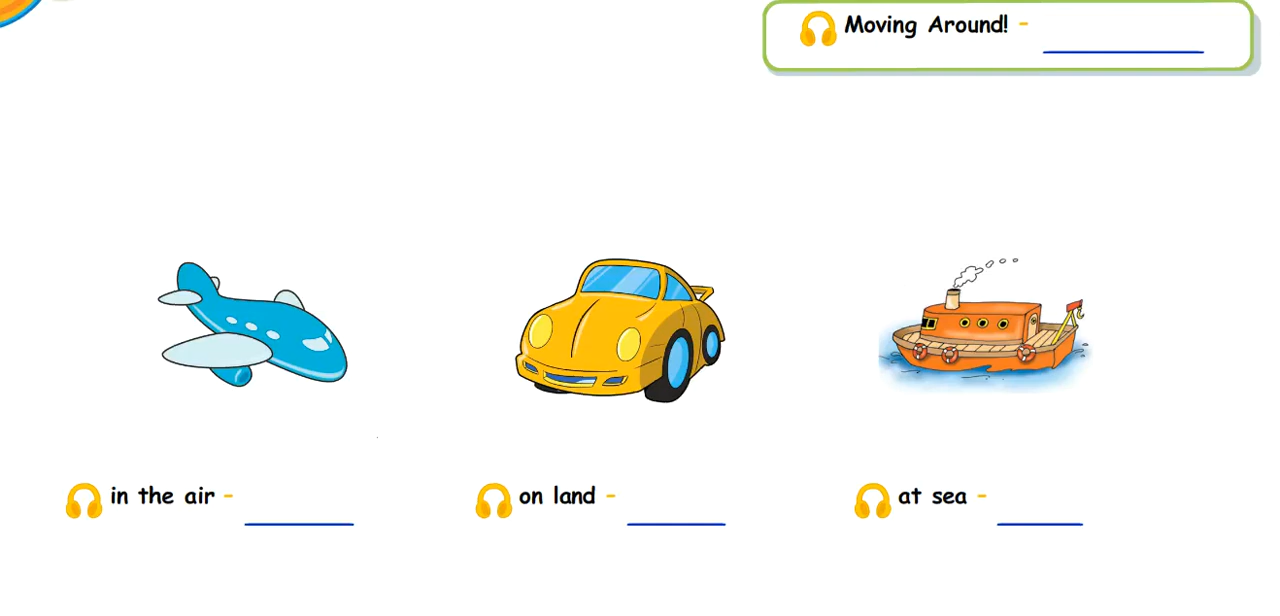 Moving Around! -
in the air -
on land -
at sea -